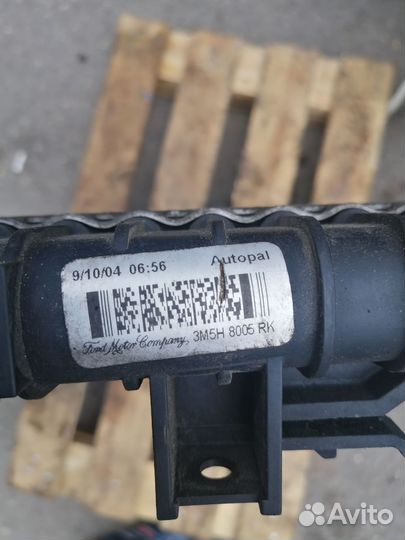 9/10/04 06:56 Autopal
Ford Motor Company 3M5H 8005 RK
Avito